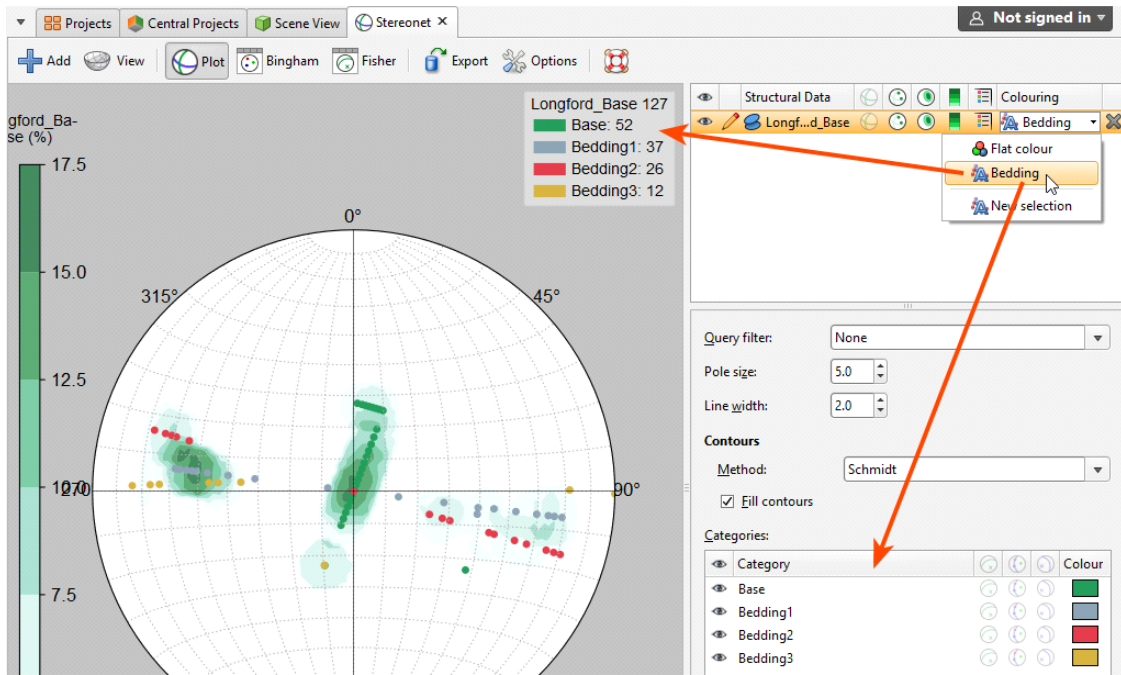 Projects Central Projects Scene View Stereonet ×
Not signed in
Add View Plot Bingham Fisher Export Options
gford_Ba-
se (%)
17.5
15.0
12.5
10.0
7.5
Longford_Base 127
Base: 52
Bedding1: 37
Bedding2: 26
Bedding3: 12
0°
315°
45°
270
90°
Structural Data Colouring
Longf...d_Base Bedding
Flat colour
Bedding
New selection
Query filter: None
Pole size: 5.0
Line width: 2.0
Contours
Method: Schmidt
Fill contours
Categories:
Category Colour
Base
Bedding1
Bedding2
Bedding3